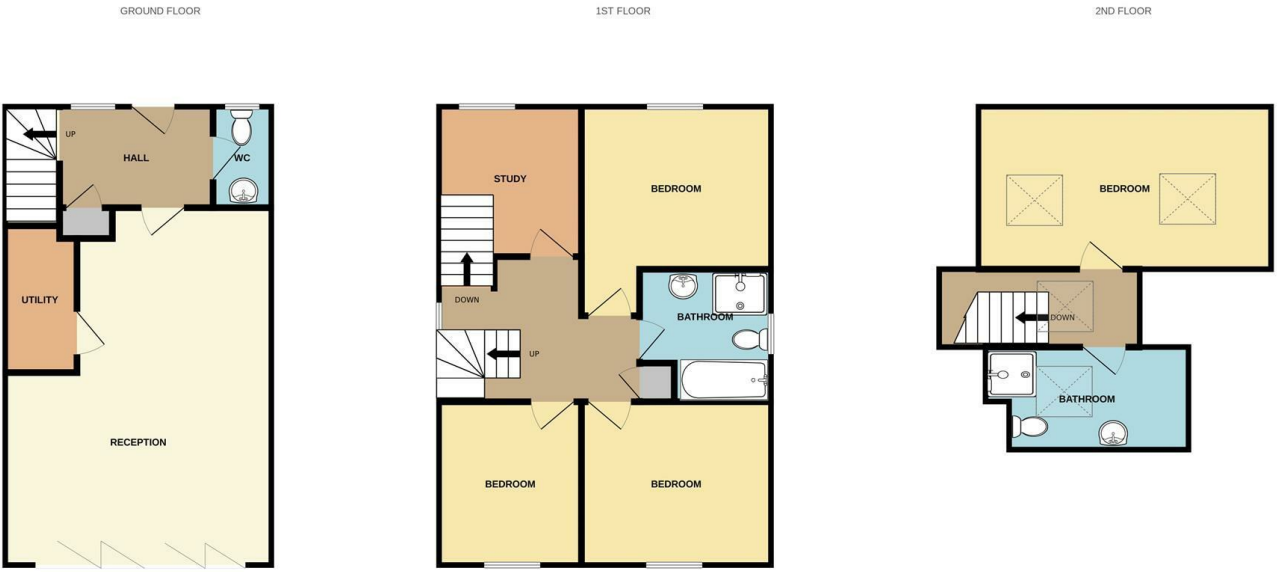 GROUND FLOOR
UP
HALL
WC
UTILITY
RECEPTION
1ST FLOOR
STUDY
BEDROOM
DOWN
BATHROOM
UP
BEDROOM
BEDROOM
2ND FLOOR
BEDROOM
DOWN
BATHROOM